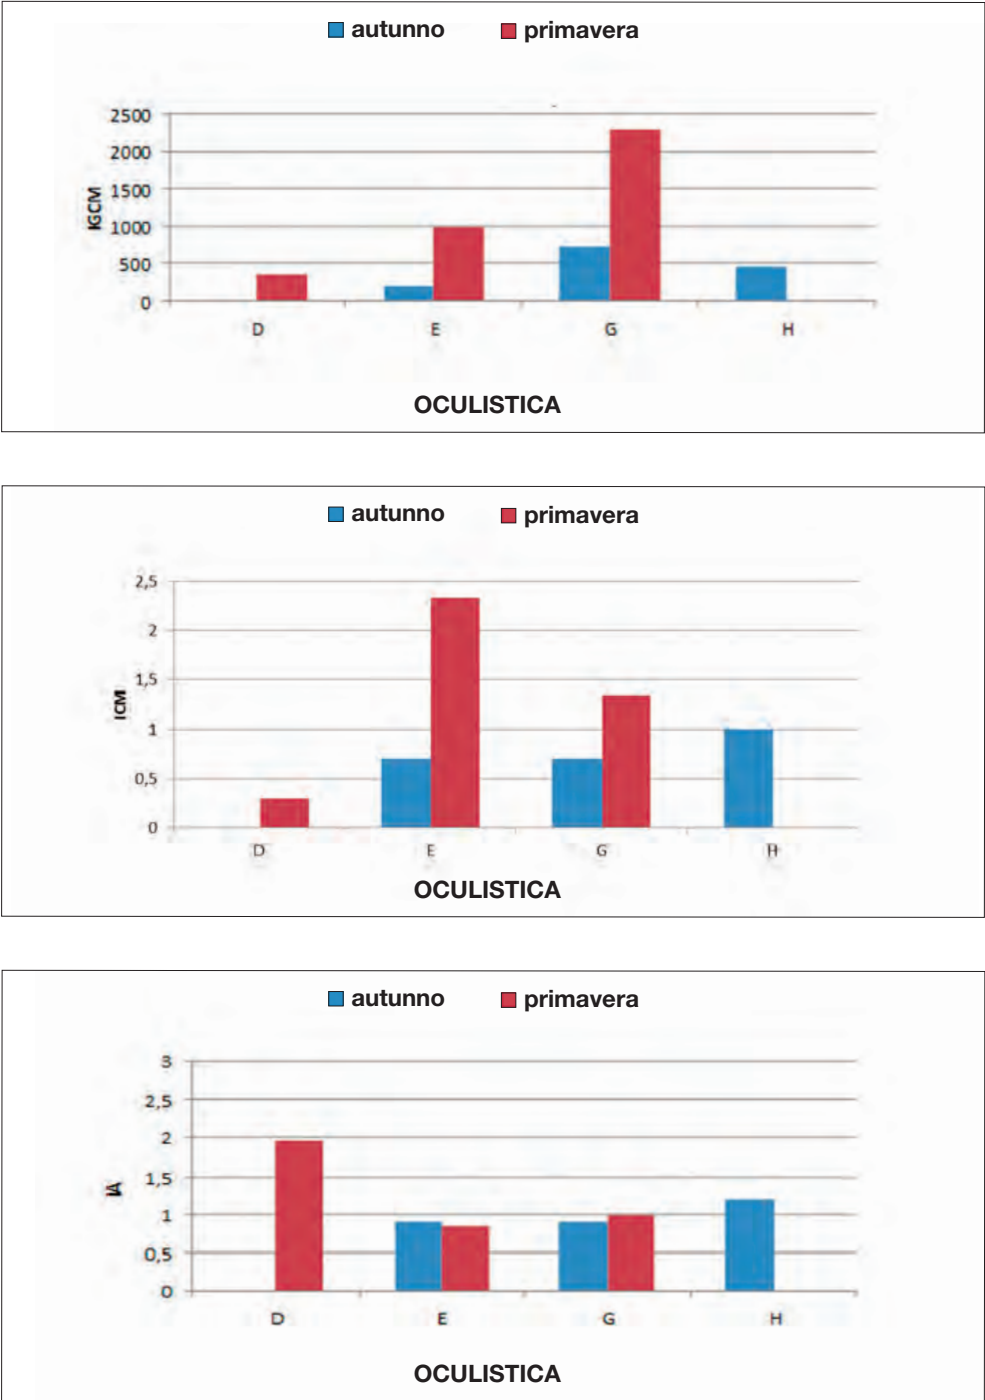 autunno primavera
2500
2000
1500
1000
500
0
IGCM
D E G H
OCULISTICA
autunno primavera
2,5
2
1,5
1
0,5
0
ICM
D E G H
OCULISTICA
autunno primavera
3
2,5
2
1,5
1
0,5
0
IA
D E G H
OCULISTICA